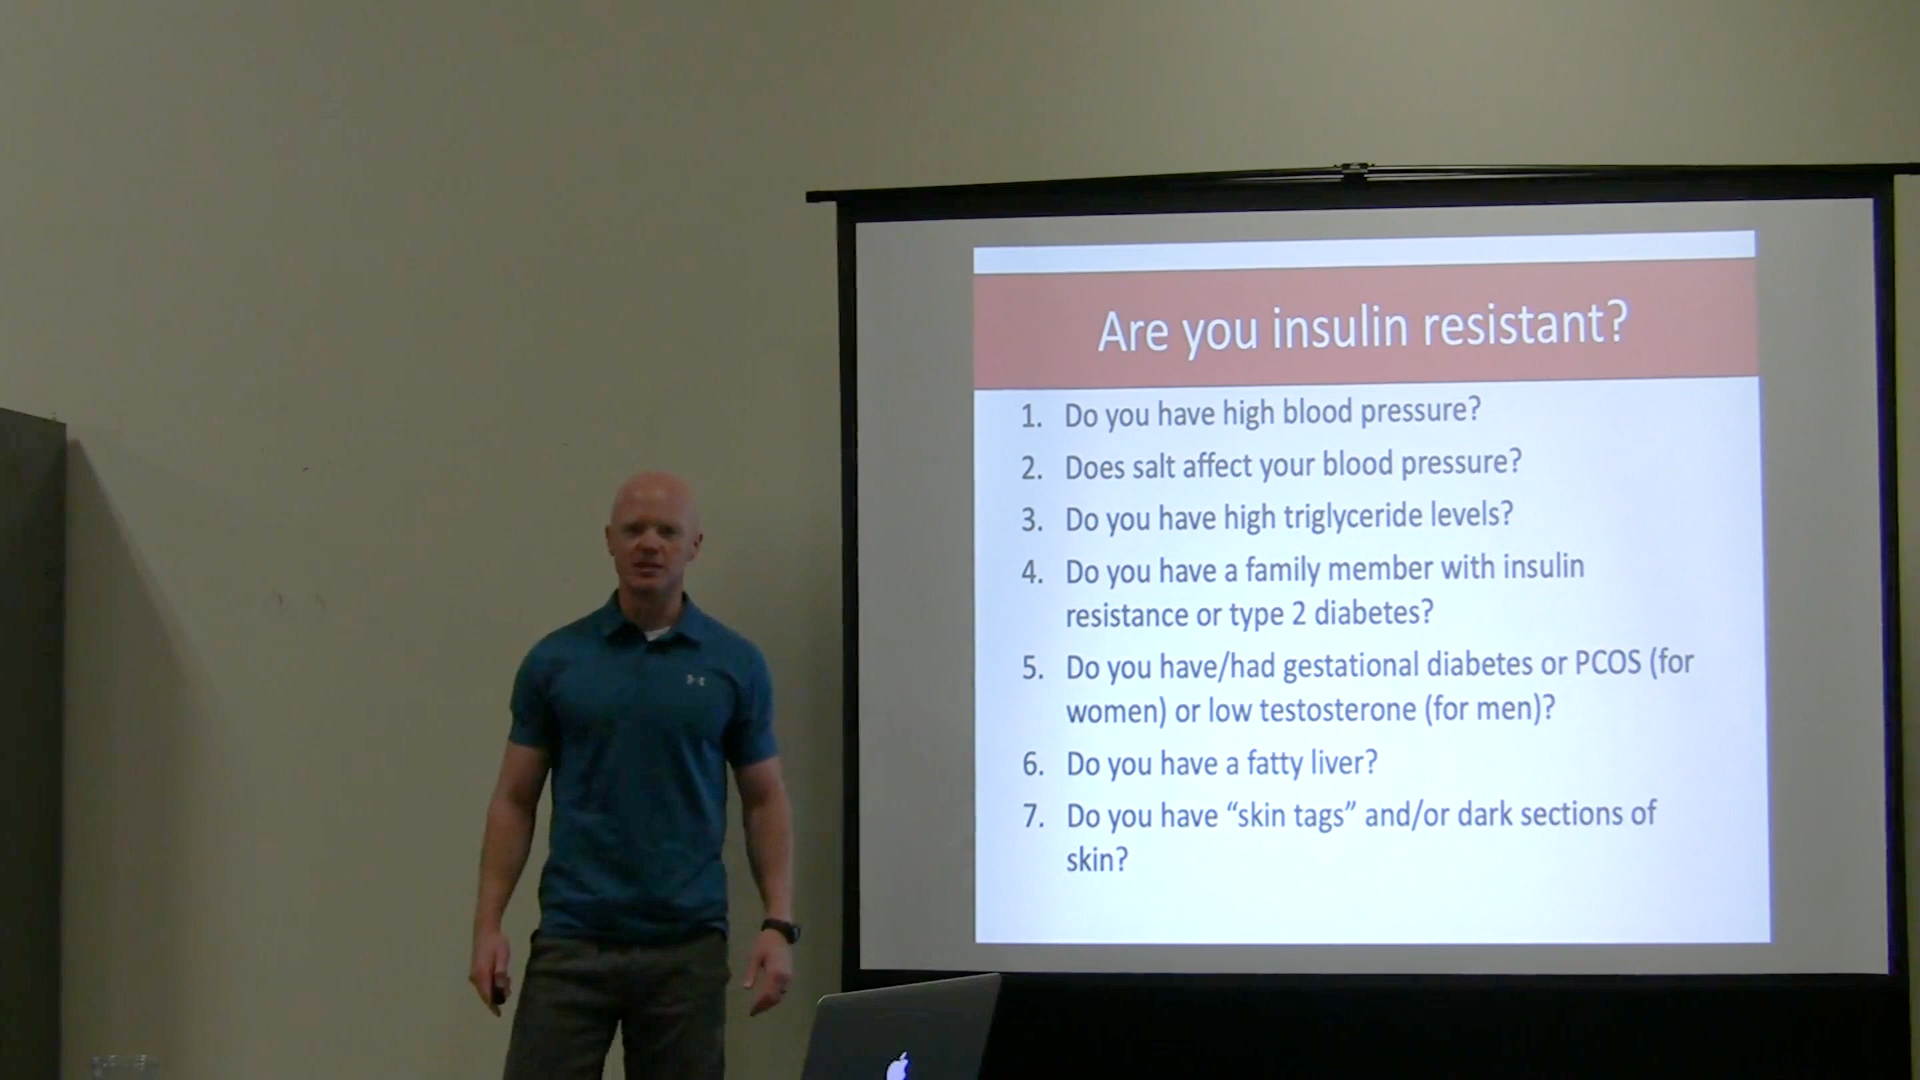 Are you insulin resistant?
1. Do you have high blood pressure?
2. Does salt affect your blood pressure?
3. Do you have high triglyceride levels?
4. Do you have a family member with insulin
resistance or type 2 diabetes?
5. Do you have/had gestational diabetes or PCOS (for
women) or low testosterone (for men)?
6. Do you have a fatty liver?
7. Do you have “skin tags” and/or dark sections of
skin?